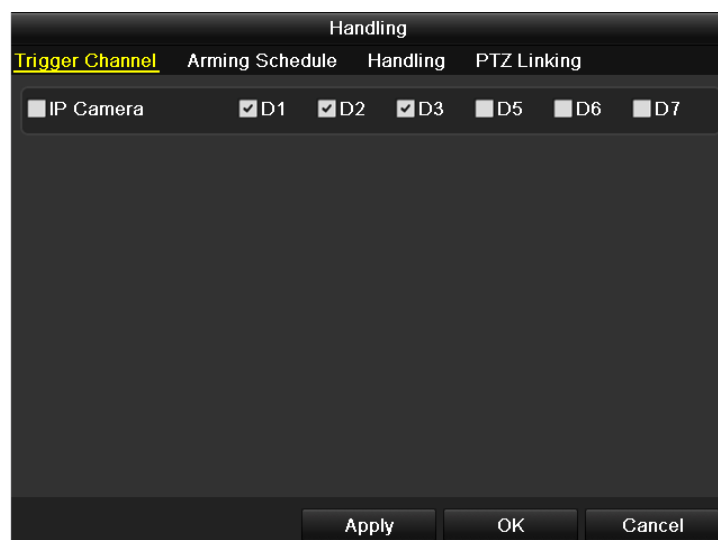 Handling
Trigger Channel Arming Schedule Handling PTZ Linking
IP Camera D1 D2 D3 D5 D6 D7
Apply OK Cancel